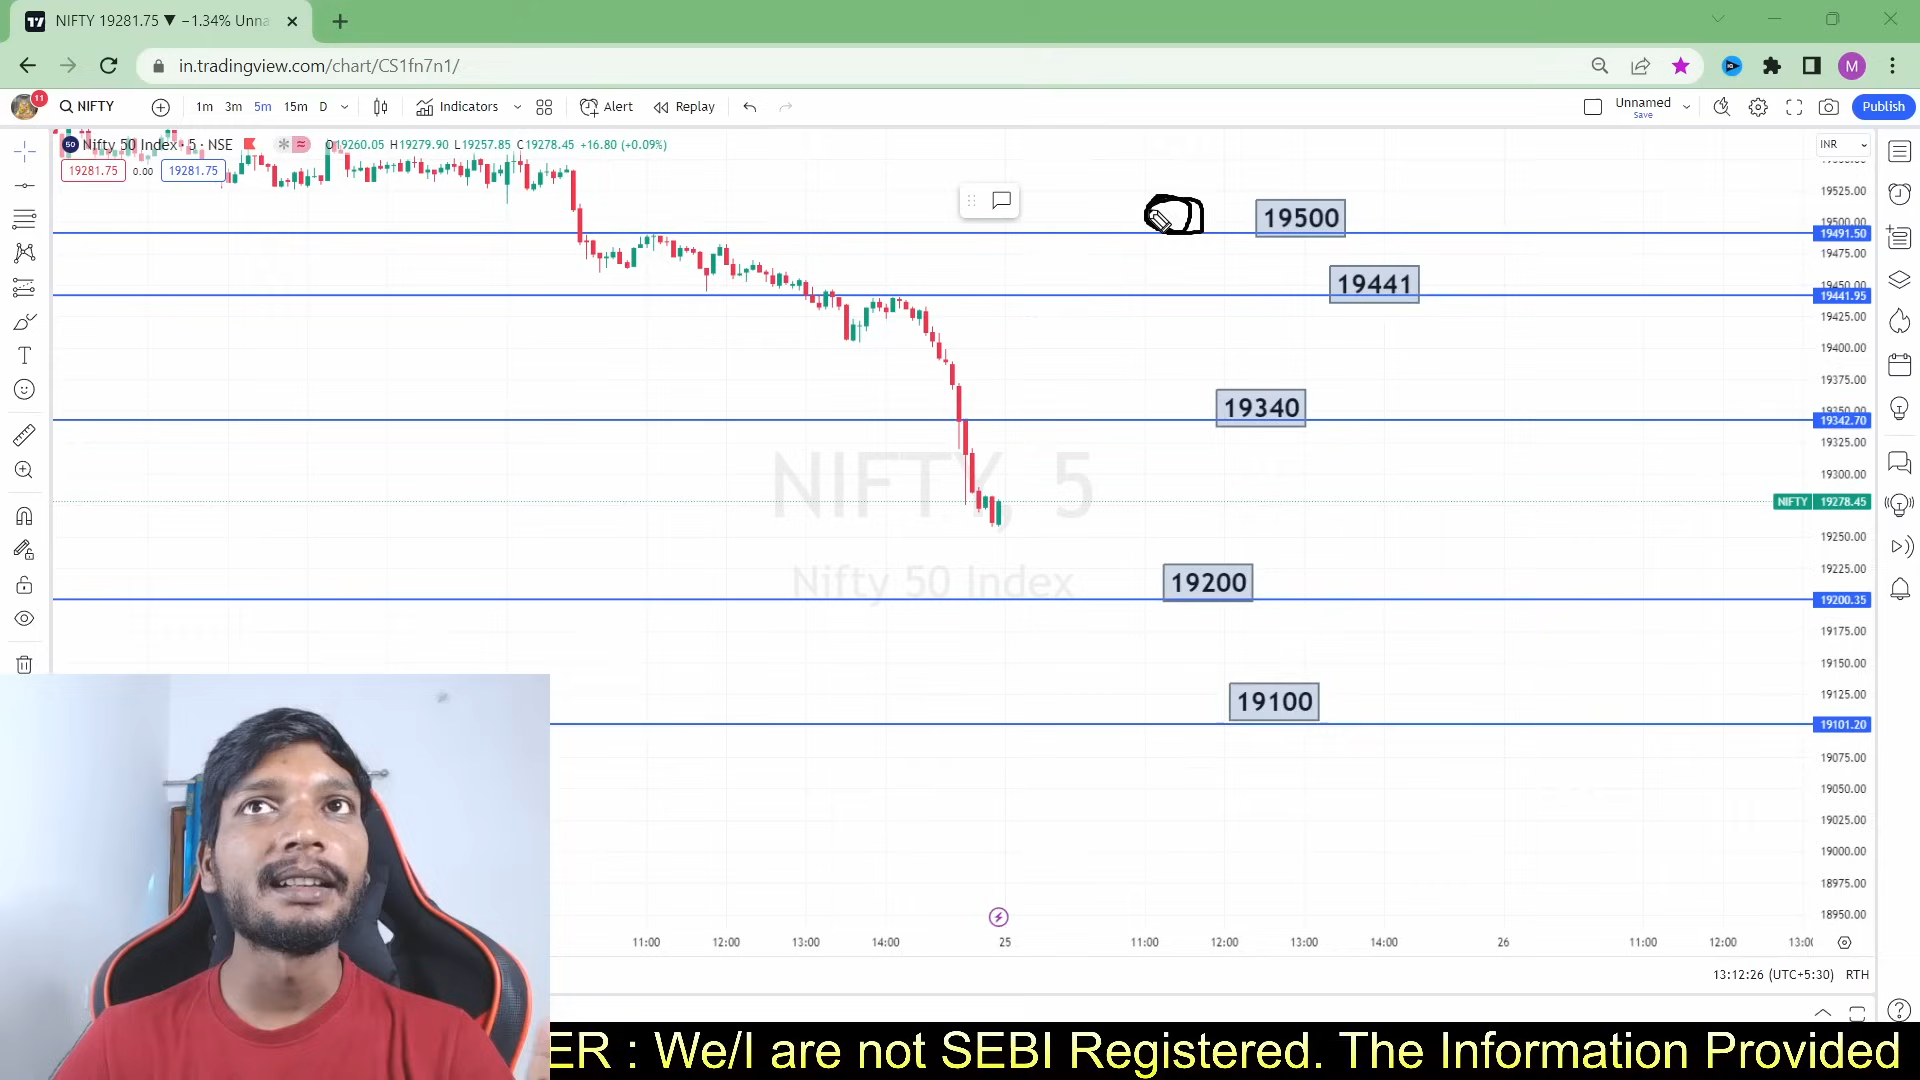 NIFTY 19281.75 ▼ −1.34% Unna
in.tradingview.com/chart/CS1fn7n1/
M
11
NIFTY
1m 3m 5m 15m D
Indicators
Alert
Replay
Unnamed
Save
Publish
50 Nifty 50 Index · 5 · NSE
O19260.05 H19279.90 L19257.85 C19278.45 +16.80 (+0.09%)
INR
19281.75 0.00 19281.75
19525.00
19500
19500.00
19491.50
19475.00
19441
19450.00
19441.95
19425.00
19400.00
19375.00
19340
19350.00
19342.70
19325.00
NIFTY, 5
19300.00
NIFTY 19278.45
19250.00
Nifty 50 Index
19200
19225.00
19200.35
19175.00
19150.00
19100
19125.00
19101.20
19075.00
19050.00
19025.00
19000.00
18975.00
18950.00
11:00 12:00 13:00 14:00 25 11:00 12:00 13:00 14:00 26 11:00 12:00 13:0
13:12:26 (UTC+5:30) RTH
ER : We/I are not SEBI Registered. The Information Provided